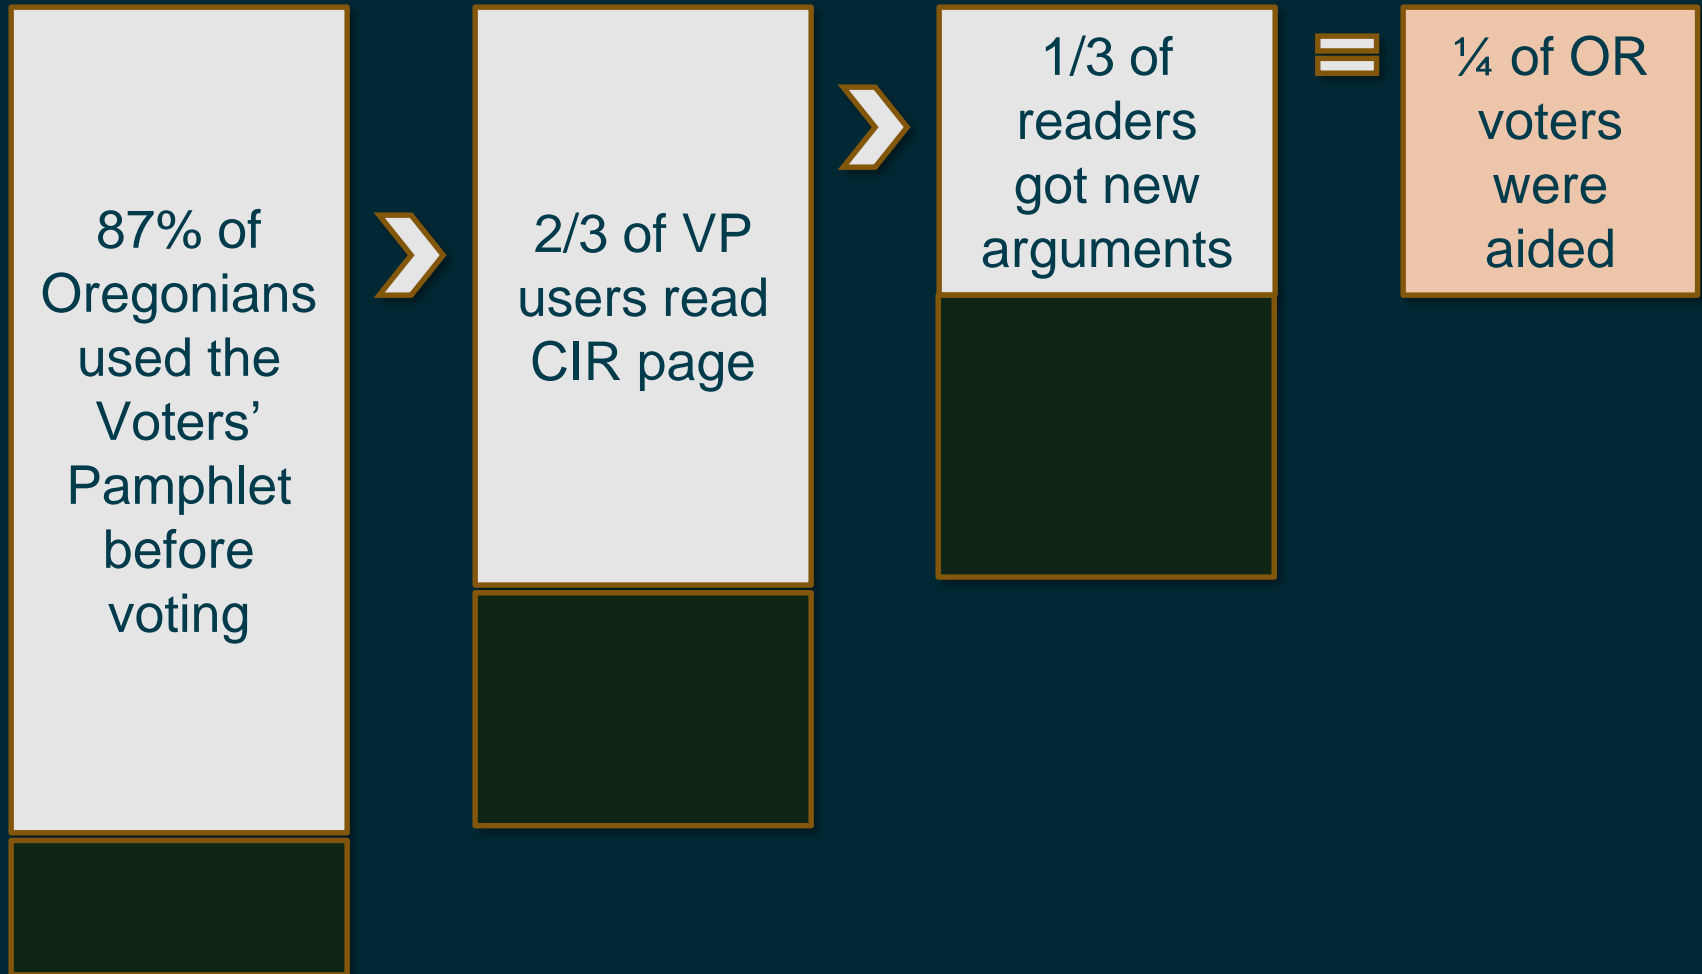 87% of
Oregonians
used the
Voters’
Pamphlet
before
voting
2/3 of VP
users read
CIR page
1/3 of
readers
got new
arguments
¼ of OR
voters
were
aided